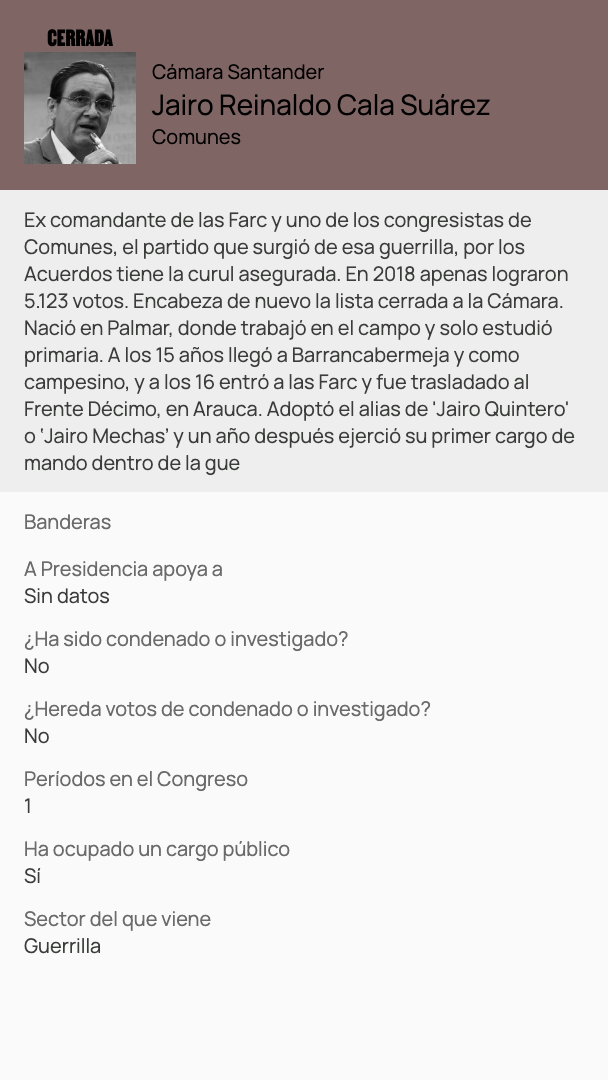 CERRADA
Cámara Santander
Jairo Reinaldo Cala Suárez
Comunes
Ex comandante de las Farc y uno de los congresistas de
Comunes, el partido que surgió de esa guerrilla, por los
Acuerdos tiene la curul asegurada. En 2018 apenas lograron
5.123 votos. Encabeza de nuevo la lista cerrada a la Cámara.
Nació en Palmar, donde trabajó en el campo y solo estudió
primaria. A los 15 años llegó a Barrancabermeja y como
campesino, y a los 16 entró a las Farc y fue trasladado al
Frente Décimo, en Arauca. Adoptó el alias de 'Jairo Quintero'
o ‘Jairo Mechas’ y un año después ejerció su primer cargo de
mando dentro de la gue
Banderas
A Presidencia apoya a
Sin datos
¿Ha sido condenado o investigado?
No
¿Hereda votos de condenado o investigado?
No
Períodos en el Congreso
1
Ha ocupado un cargo público
Sí
Sector del que viene
Guerrilla